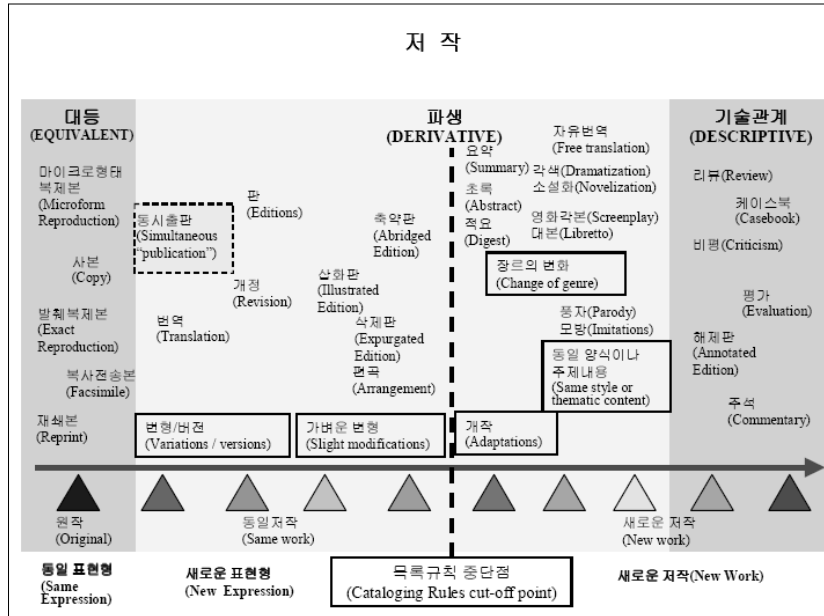 저 작
대등
(EQUIVALENT)
마이크로형태
복제본
(Microform
Reproduction)
사본
(Copy)
발췌복제본
(Exact
Reproduction)
복사전송본
(Facsimile)
재쇄본
(Reprint)
파생
(DERIVATIVE)
동시출판
(Simultaneous
"publication")
판
(Editions)
개정
(Revision)
번역
(Translation)
축약판
(Abridged
Edition)
삽화판
(Illustrated
Edition)
삭제판
(Expurgated
Edition)
편곡
(Arrangement)
변형/버전
(Variations / versions)
가벼운 변형
(Slight modifications)
요약
(Summary)
초록
(Abstract)
적요
(Digest)
자유번역
(Free translation)
각색(Dramatization)
소설화(Novelization)
영화각본(Screenplay)
대본(Libretto)
장르의 변화
(Change of genre)
풍자(Parody)
모방(Imitations)
동일 양식이나
주제내용
(Same style or
thematic content)
개작
(Adaptations)
기술관계
(DESCRIPTIVE)
리뷰(Review)
케이스북
(Casebook)
비평(Criticism)
평가
(Evaluation)
해제판
(Annotated
Edition)
주석
(Commentary)
원작
(Original)
동일저작
(Same work)
새로운 저작
(New work)
동일 표현형
(Same
Expression)
새로운 표현형
(New Expression)
목록규칙 중단점
(Cataloging Rules cut-off point)
새로운 저작(New Work)